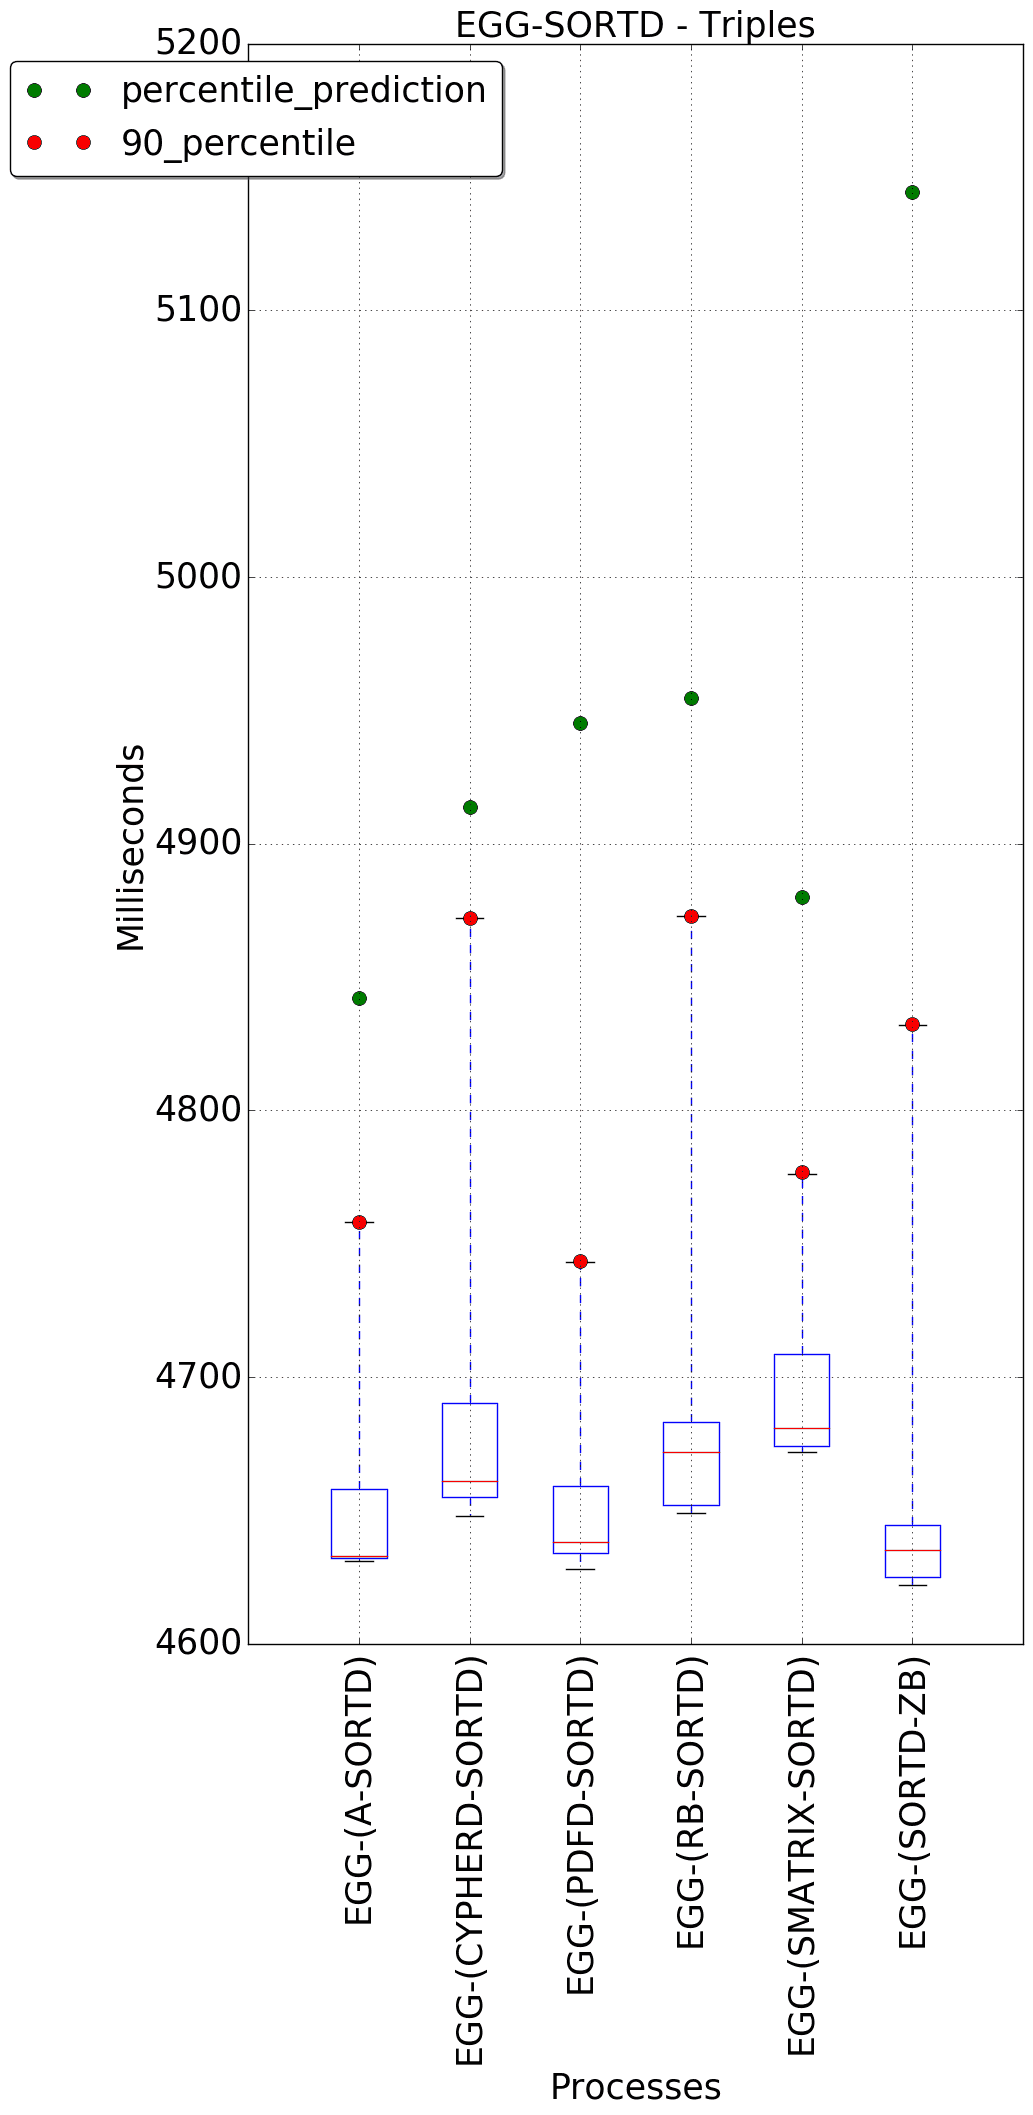 EGG-SORTD - Triples
percentile_prediction
90_percentile
5200
5100
5000
4900
4800
4700
4600
Milliseconds
EGG-(A-SORTD)
EGG-(CYPHERD-SORTD)
EGG-(PDFD-SORTD)
EGG-(RB-SORTD)
EGG-(SMATRIX-SORTD)
EGG-(SORTD-ZB)
Processes